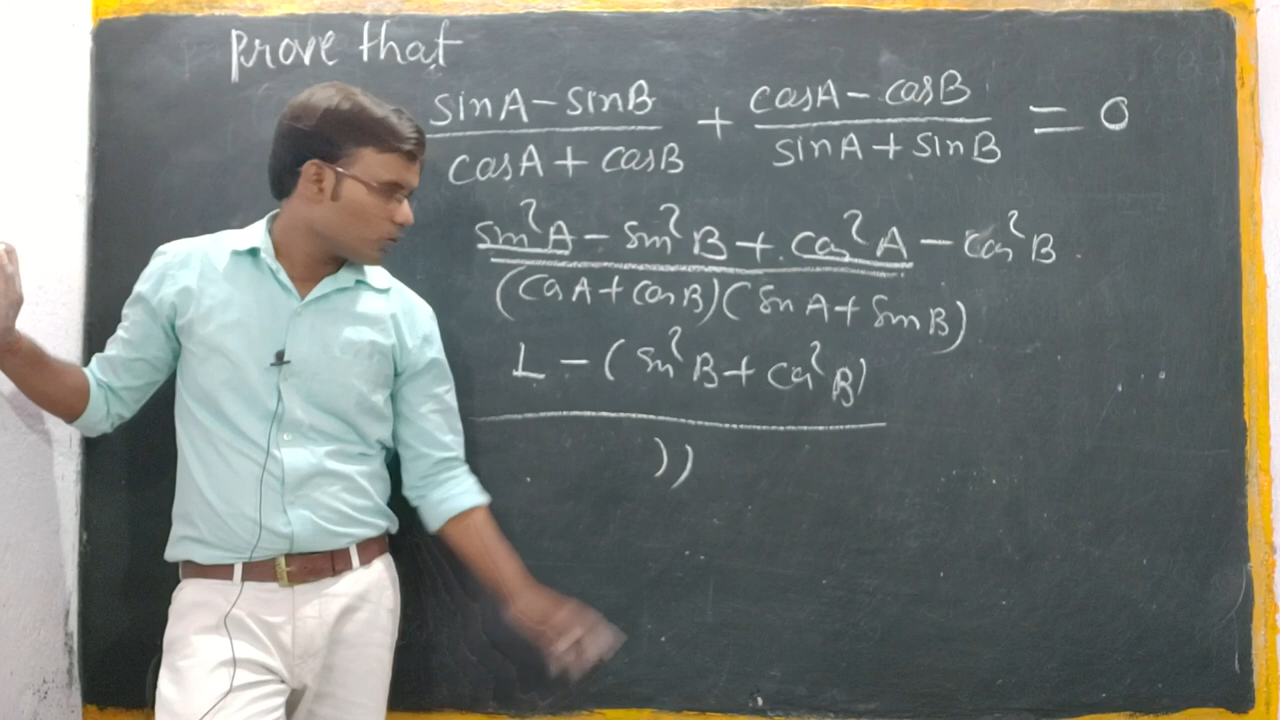 Prove that
sinA - sinB / cosA + cosB + cosA - cosB / sinA + sinB = 0
sin²A - sin²B + cos²A - cos²B
(cosA + cosB)(sinA + sinB)
1 - (sin²B + cos²B)
))